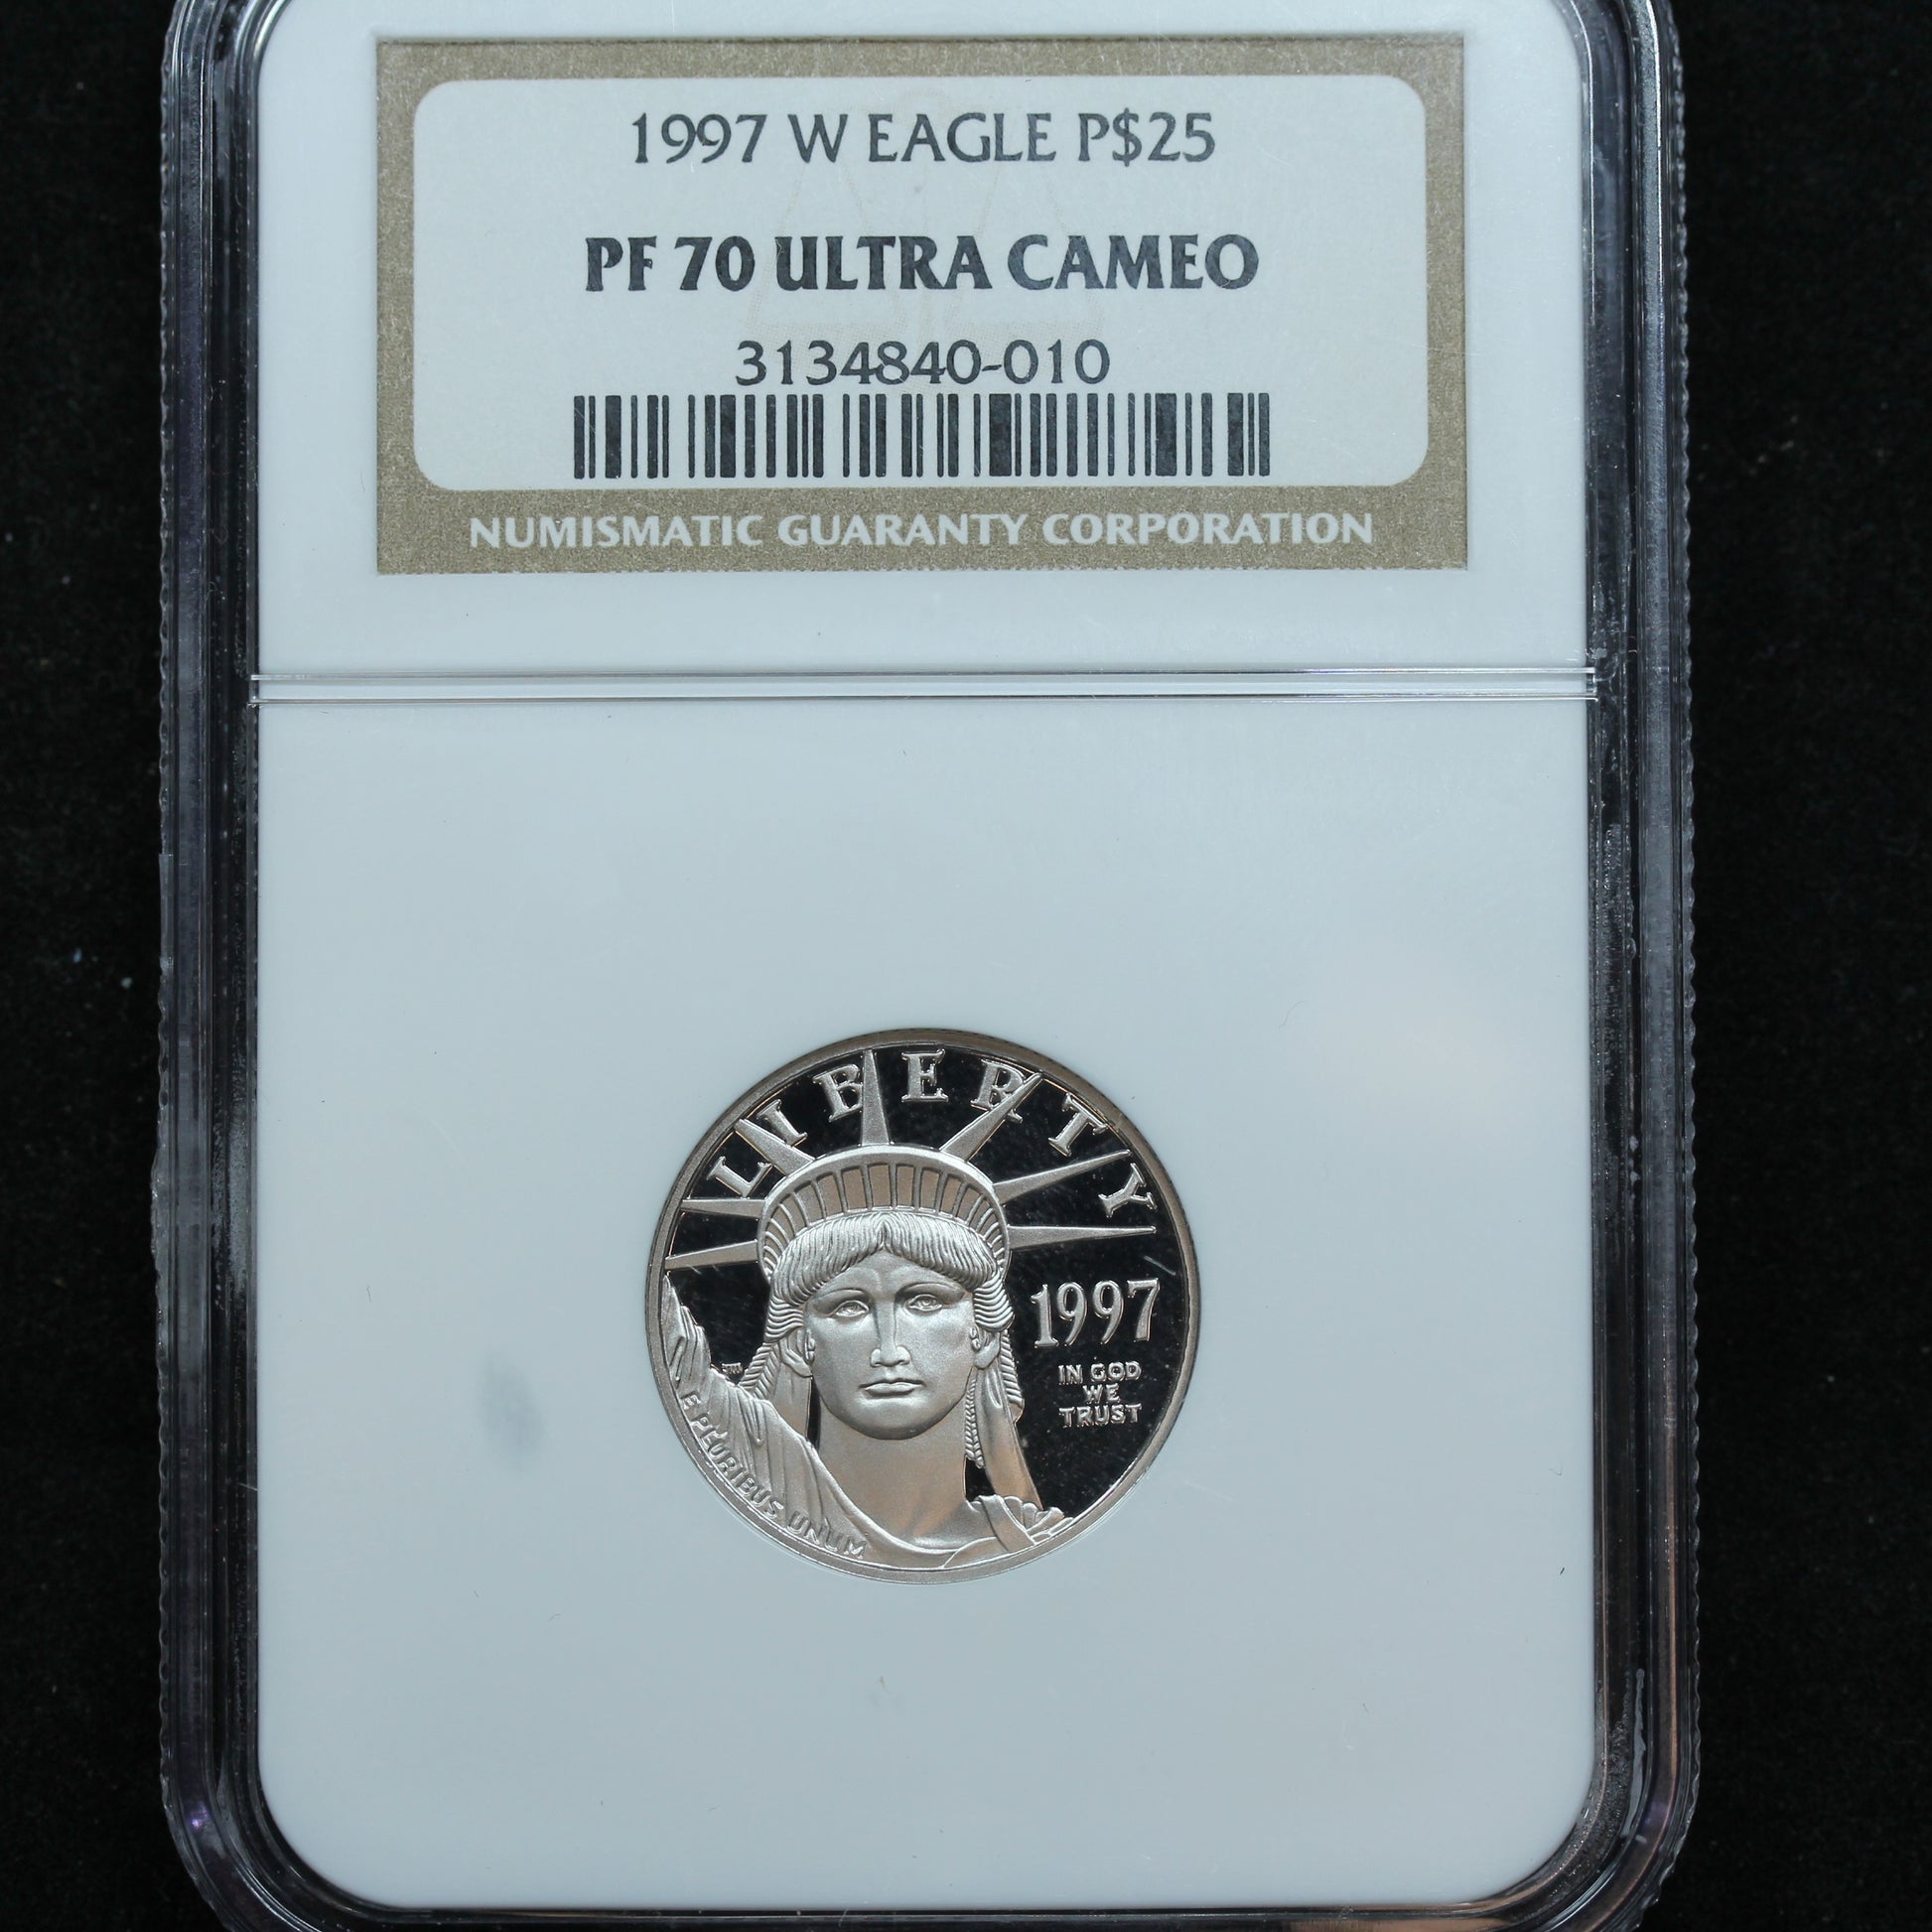 1997 W EAGLE P$25
PF 70 ULTRA CAMEO
3134840-010
NUMISMATIC GUARANTY CORPORATION
LIBERTY
1997
IN GOD
WE
TRUST
E PLURIBUS UNUM